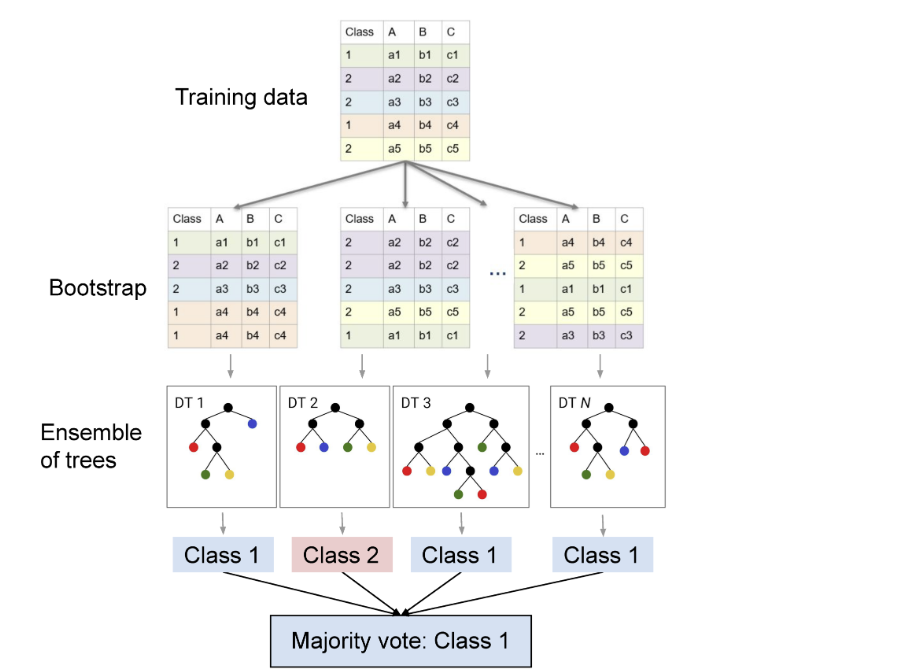 Class A B C
1 a1 b1 c1
2 a2 b2 c2
Training data
2 a3 b3 c3
1 a4 b4 c4
2 a5 b5 c5
Class A B C
1 a1 b1 c1
2 a2 b2 c2
2 a3 b3 c3
1 a4 b4 c4
1 a4 b4 c4
2 a2 b2 c2
2 a2 b2 c2
2 a3 b3 c3
2 a5 b5 c5
1 a1 b1 c1
...
Class A B C
1 a4 b4 c4
2 a5 b5 c5
1 a1 b1 c1
2 a5 b5 c5
2 a3 b3 c3
Class A B C
Bootstrap
DT 1
DT 2
DT 3
...
DT N
Ensemble
of trees
Class 1
Class 2
Class 1
Class 1
Majority vote: Class 1